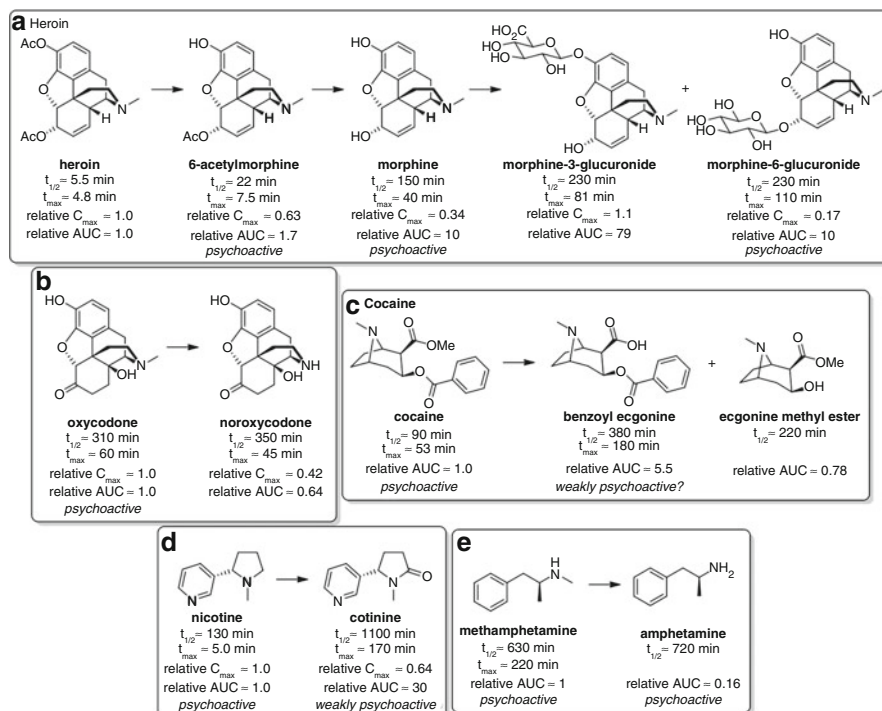 a Heroin
AcO
AcO
N
H
heroin
t1/2= 5.5 min
tmax= 4.8 min
relative Cmax = 1.0
relative AUC = 1.0
HO
AcO
N
H
6-acetylmorphine
t1/2= 22 min
tmax= 7.5 min
relative Cmax = 0.63
relative AUC = 1.7
psychoactive
HO
HO
O
N
H
morphine
t1/2= 150 min
tmax= 40 min
relative Cmax = 0.34
relative AUC = 10
psychoactive
HO2C
HO
HO
OH
O
O
O
HO
N
H
morphine-3-glucuronide
t1/2= 230 min
tmax= 81 min
relative Cmax = 1.1
relative AUC = 79
+
HO
O
HO2C
HO
HO
OH
O
O
N
H
morphine-6-glucuronide
t1/2= 230 min
tmax= 110 min
relative Cmax = 0.17
relative AUC = 10
psychoactive
b
HO
O
O
OH
N
oxycodone
t1/2= 310 min
tmax= 60 min
relative Cmax = 1.0
relative AUC = 1.0
psychoactive
HO
O
O
OH
NH
noroxycodone
t1/2= 350 min
tmax= 45 min
relative Cmax = 0.42
relative AUC = 0.64
c Cocaine
N
O
OMe
O
O
cocaine
t1/2= 90 min
tmax= 53 min
relative AUC = 1.0
psychoactive
N
O
OH
O
O
benzoyl ecgonine
t1/2= 380 min
tmax= 180 min
relative AUC = 5.5
weakly psychoactive?
+
N
O
OMe
OH
ecgonine methyl ester
t1/2= 220 min
relative AUC = 0.78
d
N
N
nicotine
t1/2= 130 min
tmax= 5.0 min
relative Cmax = 1.0
relative AUC = 1.0
psychoactive
N
N
O
cotinine
t1/2= 1100 min
tmax= 170 min
relative Cmax = 0.64
relative AUC = 30
weakly psychoactive
e
H
N
methamphetamine
t1/2= 630 min
tmax= 220 min
relative AUC = 1
psychoactive
NH2
amphetamine
t1/2= 720 min
relative AUC = 0.16
psychoactive